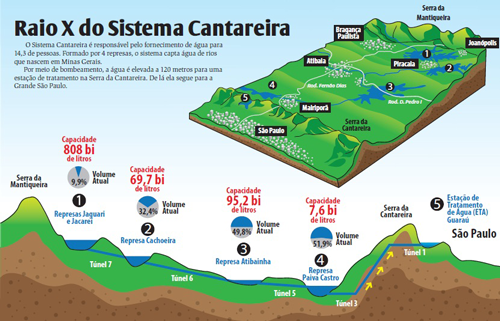 Raio X do Sistema Cantareira
O Sistema Cantareira é responsável pelo fornecimento de água para
14,3 de pessoas. Formado por 4 represas, o sistema capta água de rios
que nascem em Minas Gerais.
Por meio de bombeamento, a água é elevada a 120 metros para uma
estação de tratamento na Serra da Cantareira. De lá ela segue para a
Grande São Paulo.
Serra da
Mantiqueira
Bragança
Paulista
Joanópolis
Atibaia
1
Piracaia
2
Rod. Fernão Dias
4
3
5
Rod. D. Pedro I
Mairiporã
São Paulo
Serra da
Cantareira
Capacidade
808 bi
de litros
9,9%
Volume
Atual
Serra da
Mantiqueira
1
Represas Jaguari
e Jacareí
Capacidade
69,7 bi
de litros
32,4%
Volume
Atual
2
Represa Cachoeira
Capacidade
95,2 bi
de litros
49,8%
Volume
Atual
3
Represa Atibainha
Capacidade
7,6 bi
de litros
51,9%
Volume
Atual
4
Represa
Paiva Castro
Serra da
Cantareira
5
Estação de
Tratamento
de Água (ETA)
Guaraú
São Paulo
Túnel 7
Túnel 6
Túnel 5
Túnel 3
Túnel 1